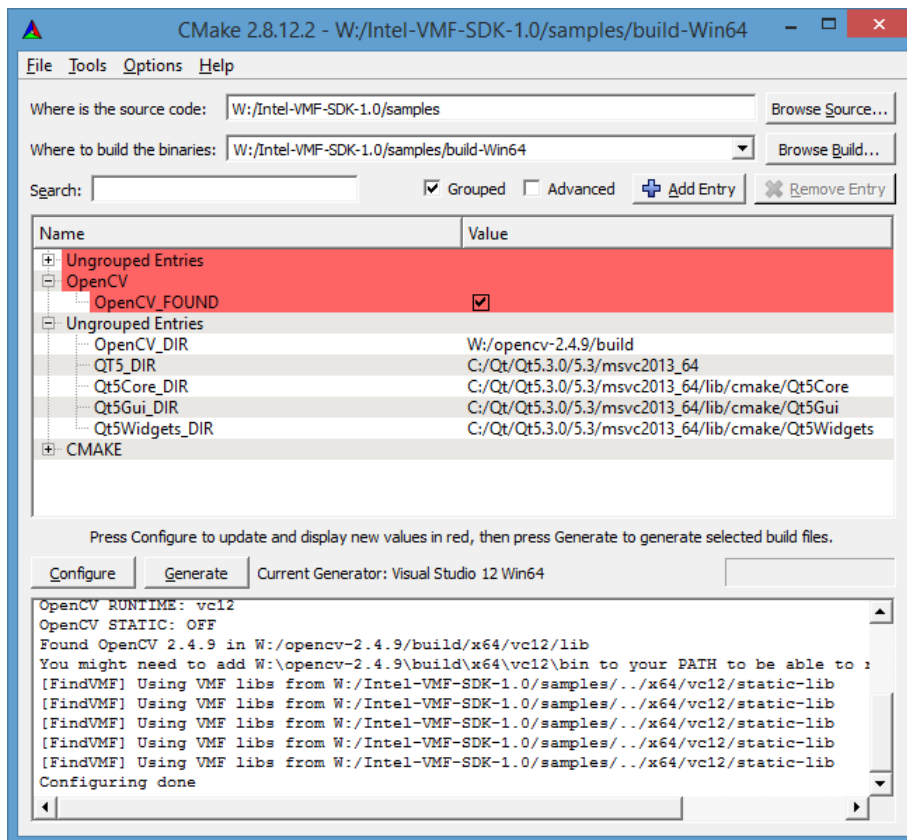 CMake 2.8.12.2 - W:/Intel-VMF-SDK-1.0/samples/build-Win64
File Tools Options Help
Where is the source code: W:/Intel-VMF-SDK-1.0/samples Browse Source...
Where to build the binaries: W:/Intel-VMF-SDK-1.0/samples/build-Win64 Browse Build...
Search: Grouped Advanced Add Entry Remove Entry
Name Value
Ungrouped Entries
OpenCV
OpenCV_FOUND
Ungrouped Entries
OpenCV_DIR W:/opencv-2.4.9/build
QT5_DIR C:/Qt/Qt5.3.0/5.3/msvc2013_64
Qt5Core_DIR C:/Qt/Qt5.3.0/5.3/msvc2013_64/lib/cmake/Qt5Core
Qt5Gui_DIR C:/Qt/Qt5.3.0/5.3/msvc2013_64/lib/cmake/Qt5Gui
Qt5Widgets_DIR C:/Qt/Qt5.3.0/5.3/msvc2013_64/lib/cmake/Qt5Widgets
CMAKE
Press Configure to update and display new values in red, then press Generate to generate selected build files.
Configure Generate Current Generator: Visual Studio 12 Win64
OpenCV RUNTIME: vc12
OpenCV STATIC: OFF
Found OpenCV 2.4.9 in W:/opencv-2.4.9/build/x64/vc12/lib
You might need to add W:\opencv-2.4.9\build\x64\vc12\bin to your PATH to be able to
[FindVMF] Using VMF libs from W:/Intel-VMF-SDK-1.0/samples/../x64/vc12/static-lib
[FindVMF] Using VMF libs from W:/Intel-VMF-SDK-1.0/samples/../x64/vc12/static-lib
[FindVMF] Using VMF libs from W:/Intel-VMF-SDK-1.0/samples/../x64/vc12/static-lib
[FindVMF] Using VMF libs from W:/Intel-VMF-SDK-1.0/samples/../x64/vc12/static-lib
[FindVMF] Using VMF libs from W:/Intel-VMF-SDK-1.0/samples/../x64/vc12/static-lib
Configuring done